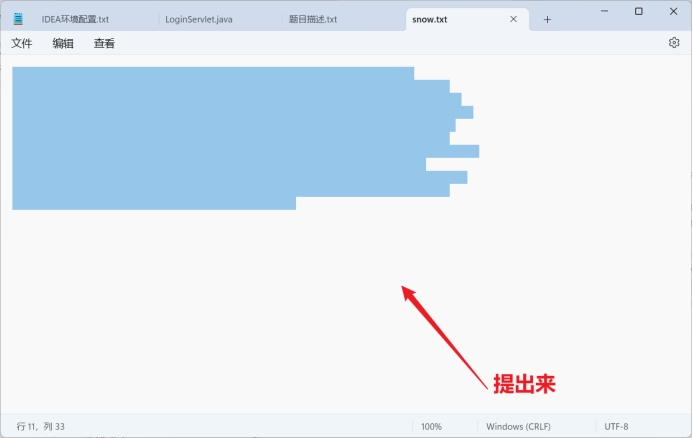 IDEA环境配置.txt
LoginServlet.java
题目描述.txt
snow.txt
文件
编辑
查看
提出来
行 11，列 33
100%
Windows (CRLF)
UTF-8